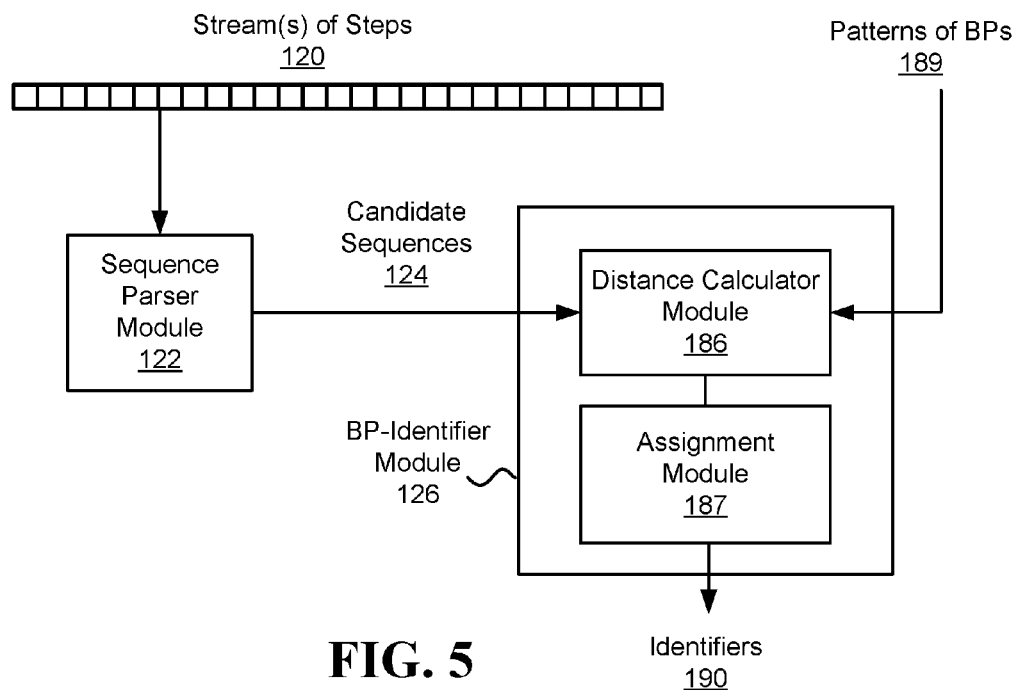 Stream(s) of Steps
120
Patterns of BPs
189
Candidate
Sequences
124
Sequence
Parser
Module
122
Distance Calculator
Module
186
BP-Identifier
Module
126
Assignment
Module
187
FIG. 5
Identifiers
190